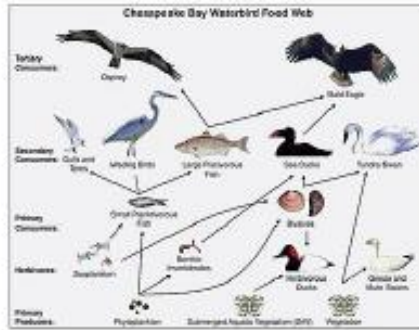 Chesapeake Bay Waterbird Food Web
Tertiary
Consumers:
Osprey
Bald Eagle
Secondary
Consumers:
Gulls and
Terns
Wading Birds
Large Piscivorous
Fish
Sea Ducks
Tundra Swan
Primary
Consumers:
Small Planktivorous
Fish
Bivalves
Herbivores:
Zooplankton
Benthic
Invertebrates
Herbivorous
Ducks
Geese and
Mute Swans
Primary
Producers:
Phytoplankton
Submerged Aquatic Vegetation (SAV)
Vegetation